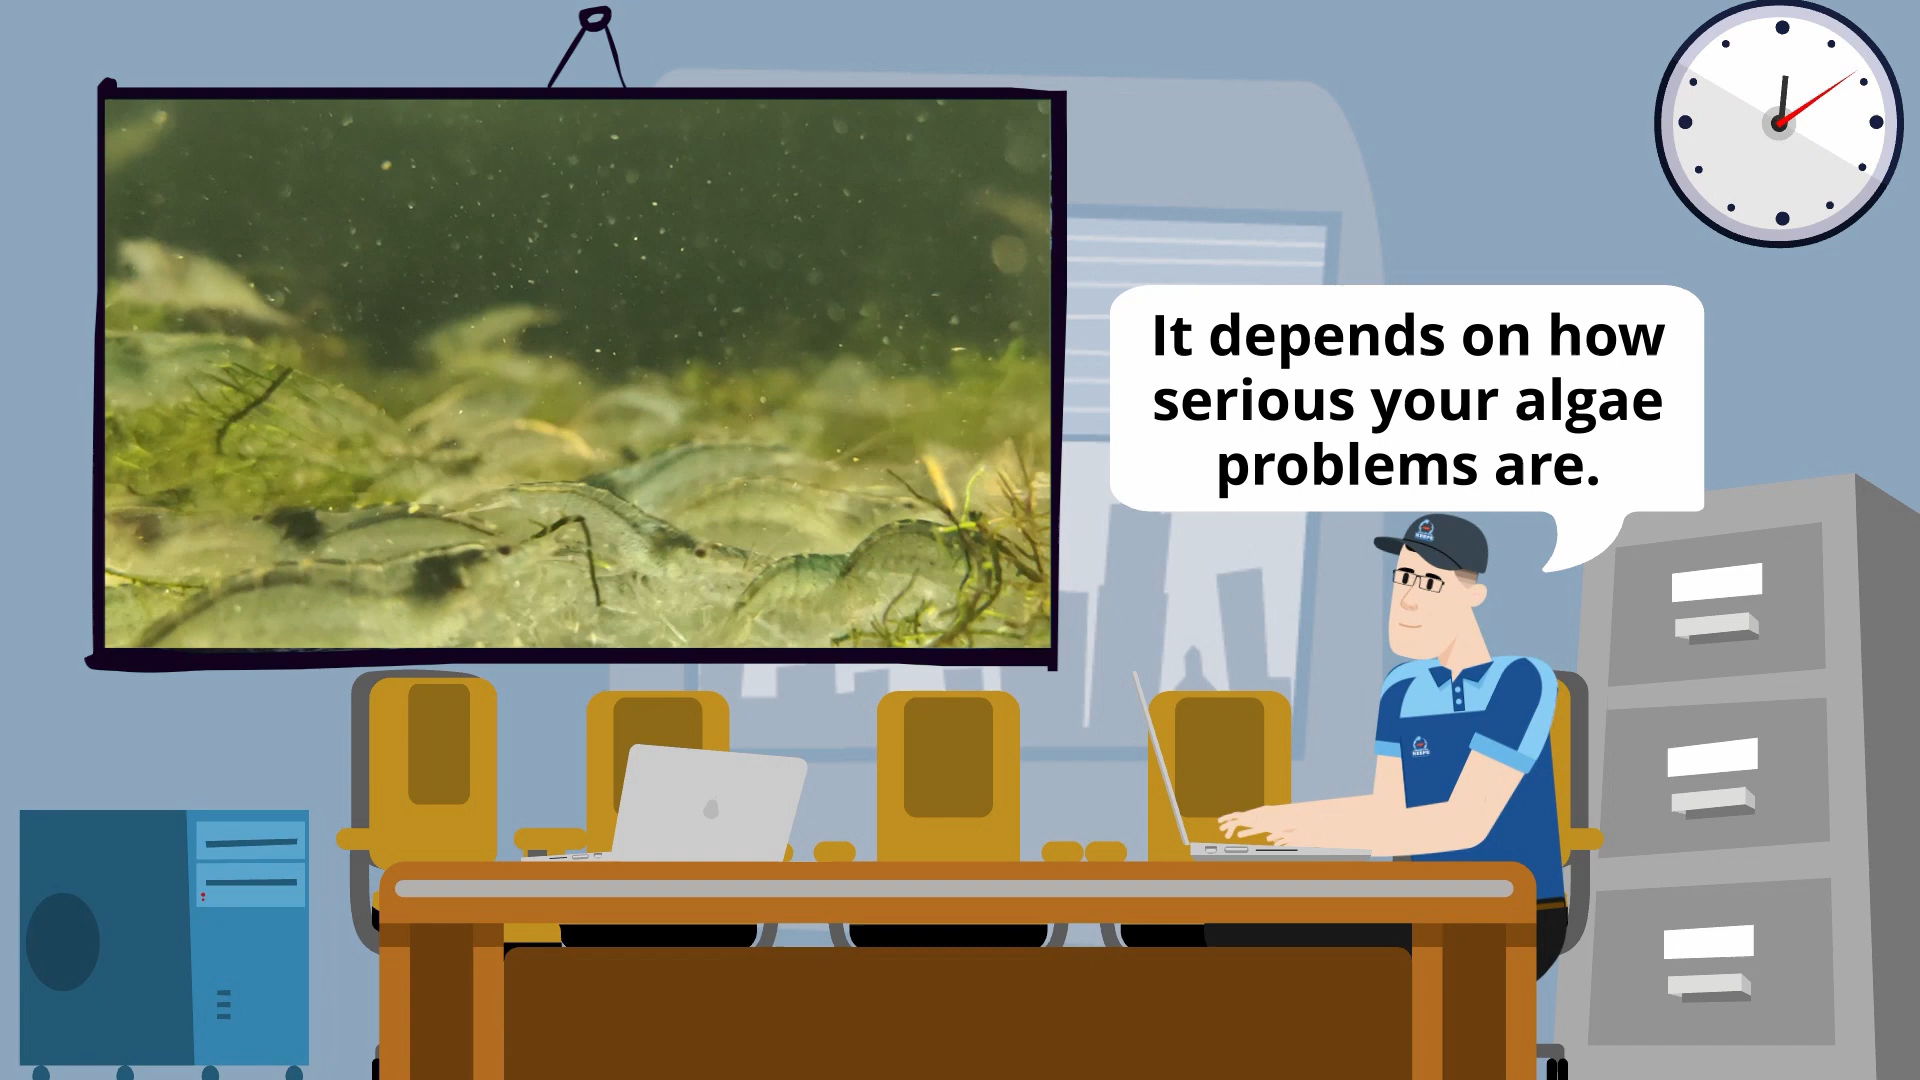 It depends on how
serious your algae
problems are.